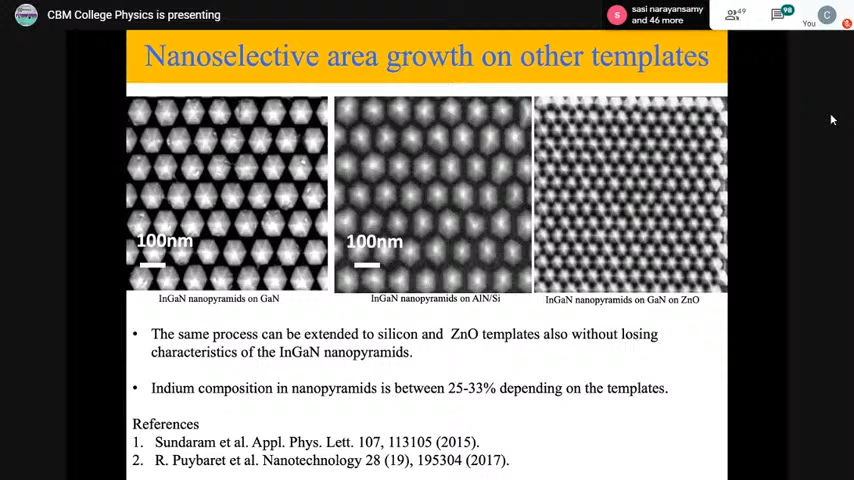 CBM College Physics is presenting
sasi narayansamy
and 46 more
S
49
98
You
C
Nanoselective area growth on other templates
100nm
100nm
InGaN nanopyramids on GaN
InGaN nanopyramids on AlN/Si
InGaN nanopyramids on GaN on ZnO
• The same process can be extended to silicon and ZnO templates also without losing
characteristics of the InGaN nanopyramids.
• Indium composition in nanopyramids is between 25-33% depending on the templates.
References
1. Sundaram et al. Appl. Phys. Lett. 107, 113105 (2015).
2. R. Puybaret et al. Nanotechnology 28 (19), 195304 (2017).